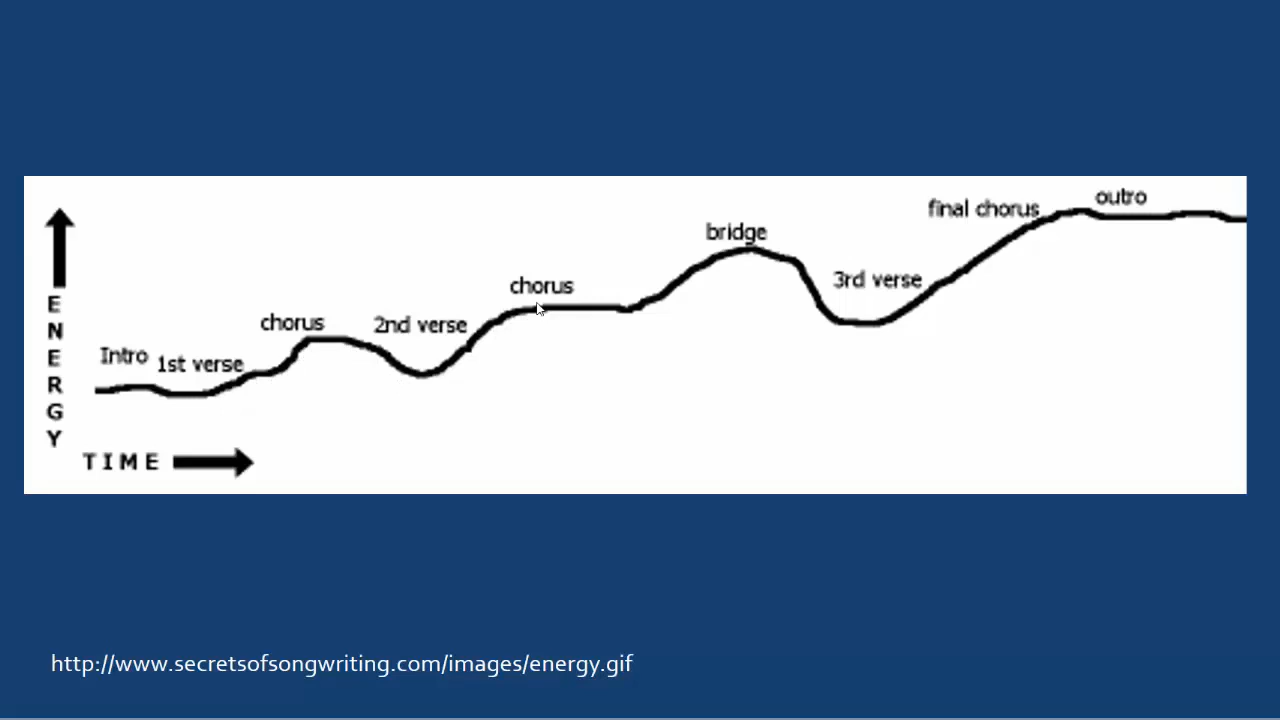 outro
final chorus
bridge
3rd verse
chorus
chorus
2nd verse
Intro
1st verse
ENERGY
TIME
http://www.secretsofsongwriting.com/images/energy.gif